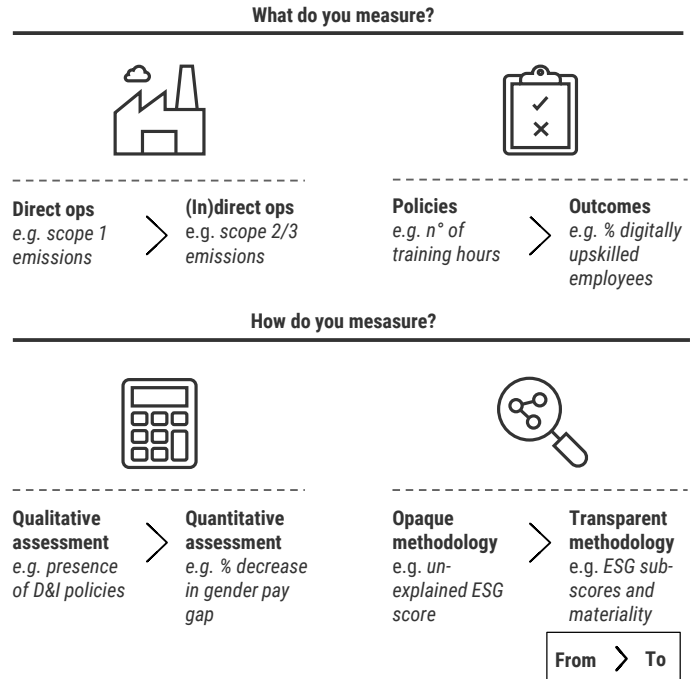 What do you measure?
Direct ops
e.g. scope 1
emissions
(In)direct ops
e.g. scope 2/3
emissions
Policies
e.g. n° of
training hours
Outcomes
e.g. % digitally
upskilled
employees
How do you mesasure?
Qualitative
assessment
e.g. presence
of D&I policies
Quantitative
assessment
e.g. % decrease
in gender pay
gap
Opaque
methodology
e.g. un-
explained ESG
score
Transparent
methodology
e.g. ESG sub-
scores and
materiality
From To